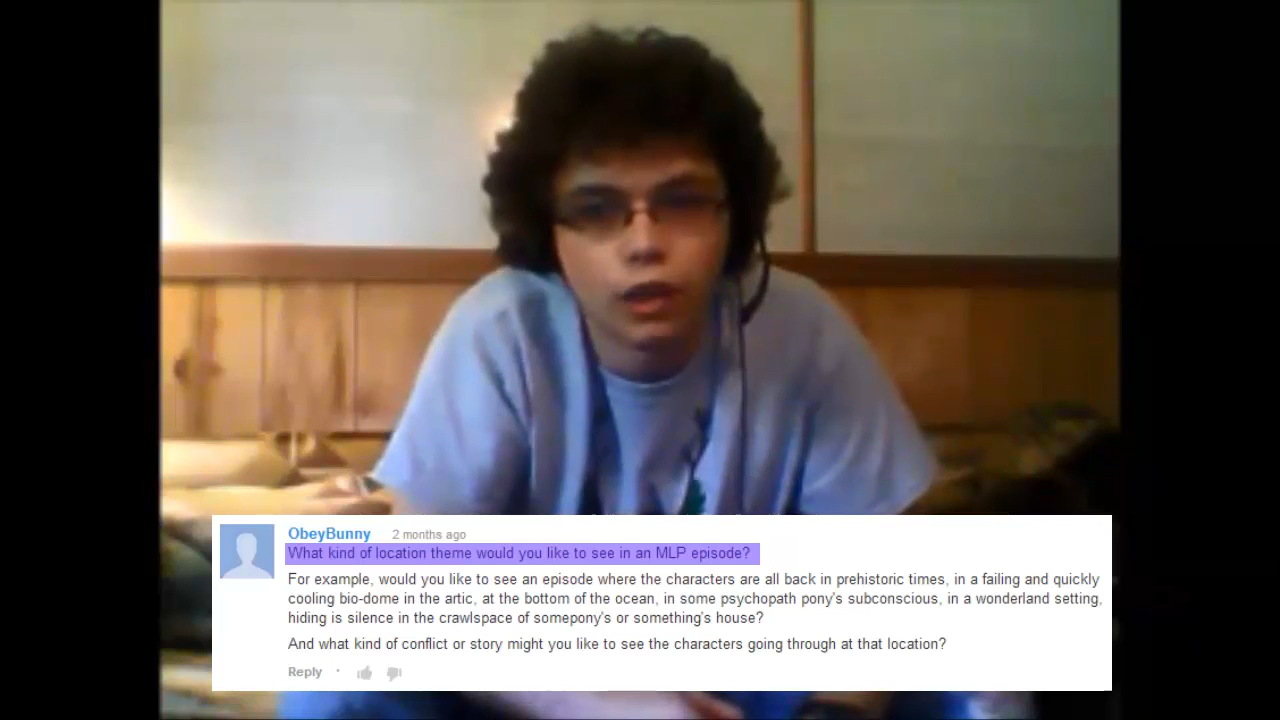 ObeyBunny 2 months ago
What kind of location theme would you like to see in an MLP episode?
For example, would you like to see an episode where the characters are all back in prehistoric times, in a failing and quickly
cooling bio-dome in the artic, at the bottom of the ocean, in some psychopath pony's subconscious, in a wonderland setting,
hiding is silence in the crawlspace of somepony's or something's house?
And what kind of conflict or story might you like to see the characters going through at that location?
Reply ·